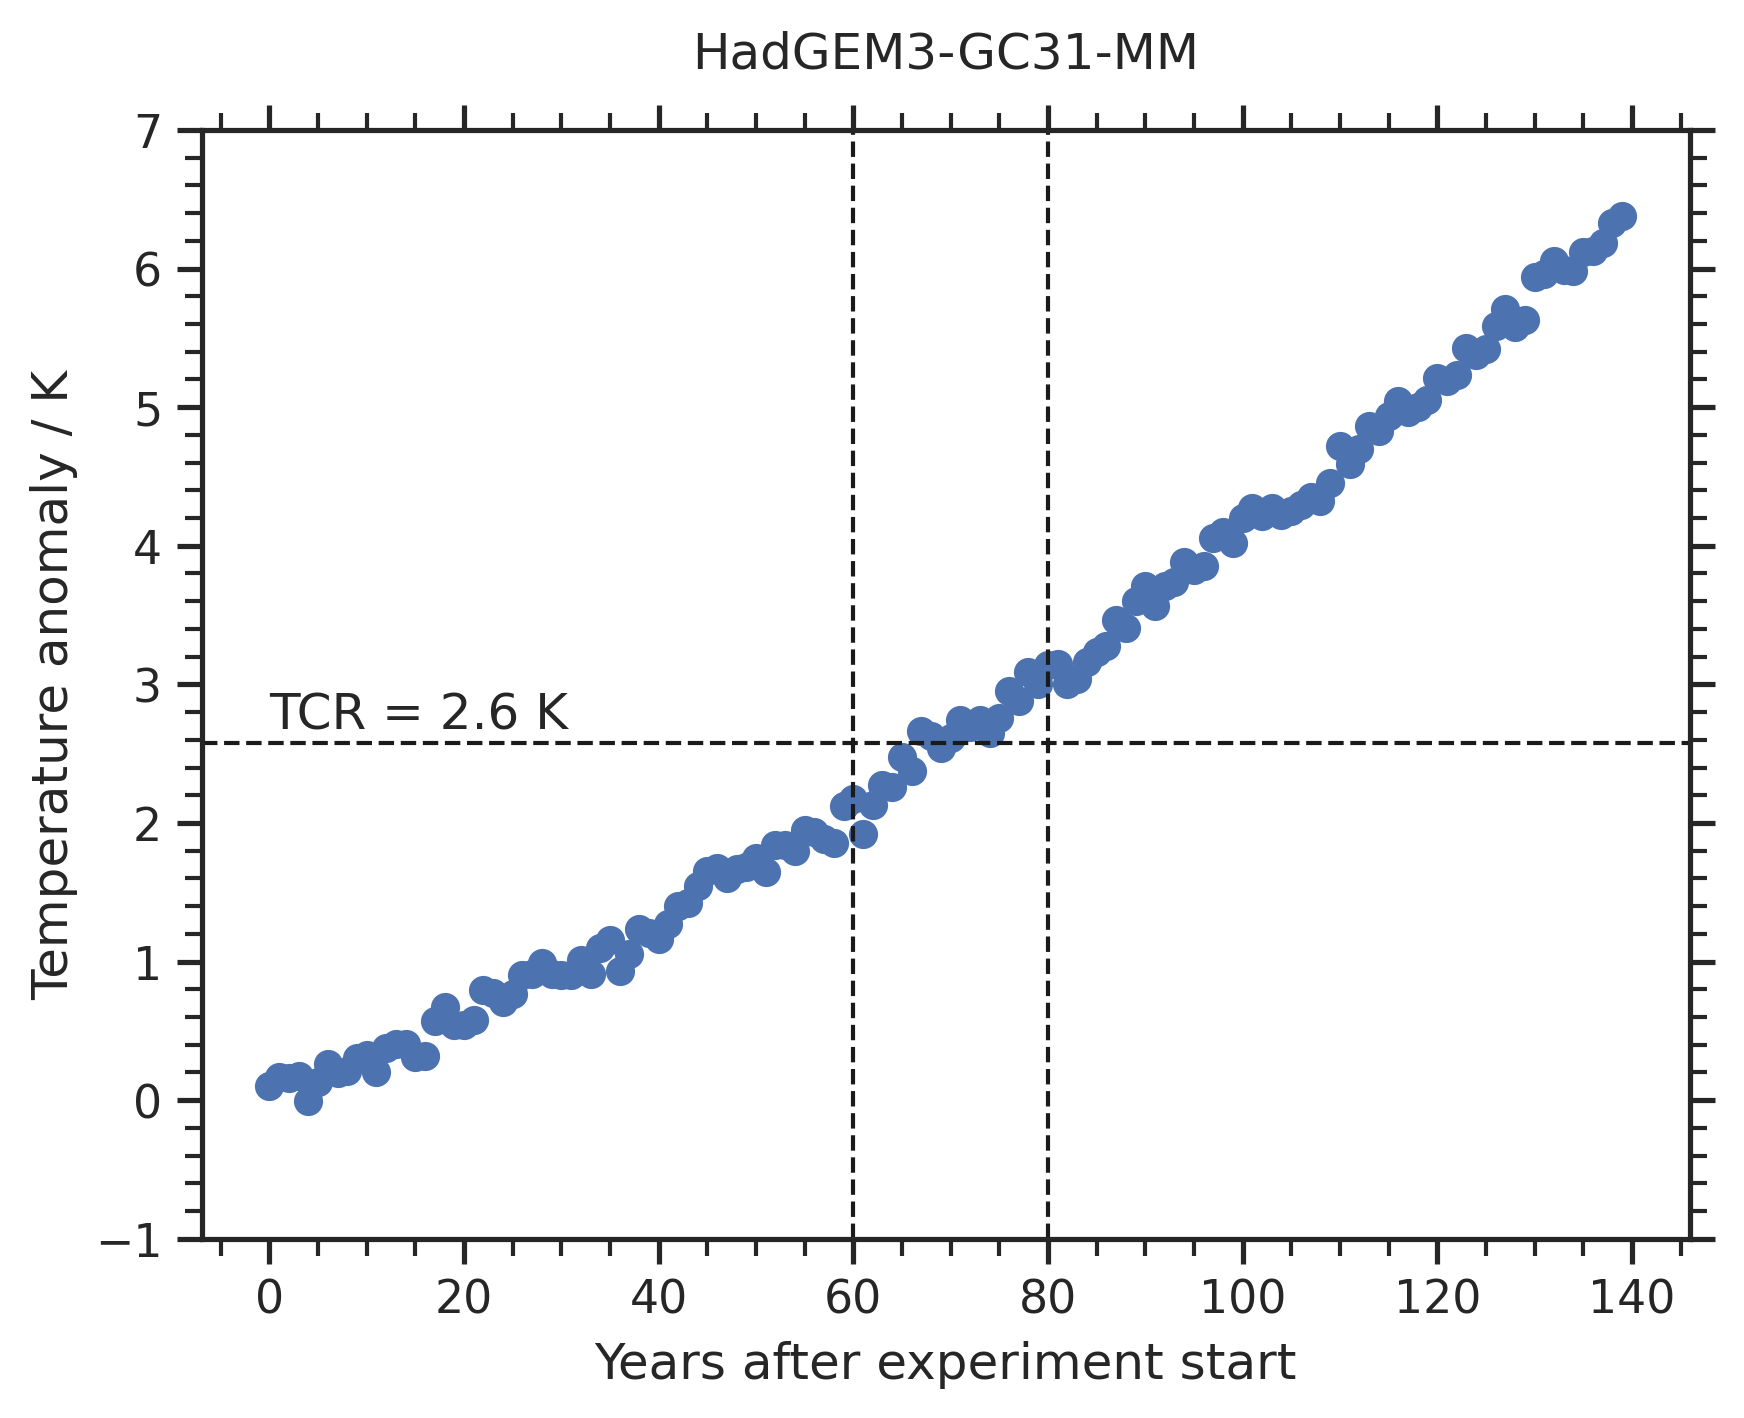 HadGEM3-GC31-MM
7
6
5
4
3
2
1
0
−1
Temperature anomaly / K
TCR = 2.6 K
0 20 40 60 80 100 120 140
Years after experiment start